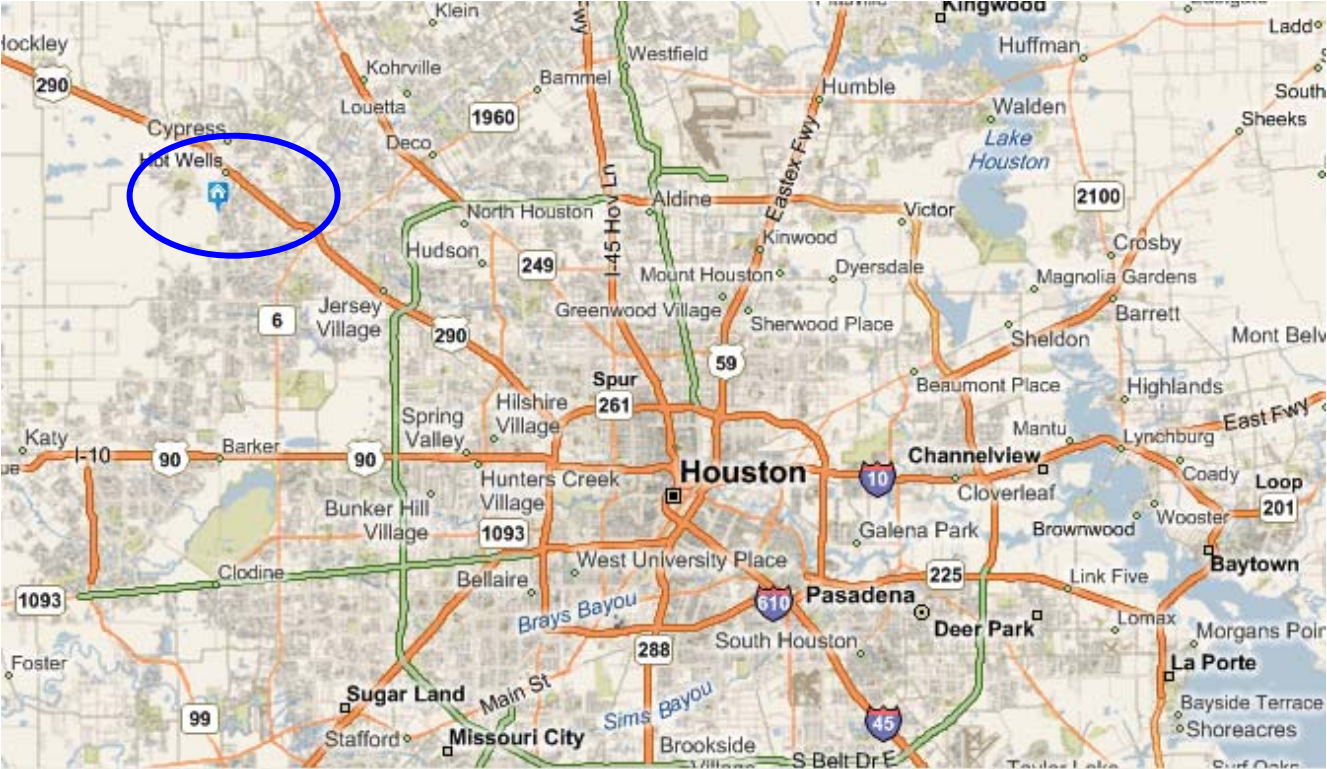 Klein
Kingwood
Hockley
Westfield
Huffman
Ladd
290
Kohrville
Bammel
Humble
South
Louetta
1960
Walden
Cypress
Sheeks
Deco
Lake
Houston
Hot Wells
Eastex Fwy
I-45 Hov Ln
Aldine
2100
North Houston
Victor
Hudson
249
Kinwood
Crosby
Mount Houston
Dyersdale
Magnolia Gardens
Jersey
Village
6
Greenwood Village
Sherwood Place
Barrett
290
Sheldon
Mont Belv
59
Spur
261
Beaumont Place
Highlands
Hilshire
Village
Spring
Valley
East Fwy
Katy
I-10
90
Barker
90
Mantu
Lynchburg
Houston
Channelview
Hunters Creek
Village
10
Cloverleaf
Coady
Loop
201
Bunker Hill
Village
1093
Galena Park
Brownwood
Wooster
West University Place
Baytown
Clodine
Bellaire
225
Link Five
1093
Brays Bayou
610
Pasadena
Deer Park
Lomax
South Houston
Morgans Poin
288
Foster
La Porte
Sugar Land
Main St
Sims Bayou
Bayside Terrace
99
45
Shoreacres
Stafford
Missouri City
Brookside
Village
S Belt Dr E